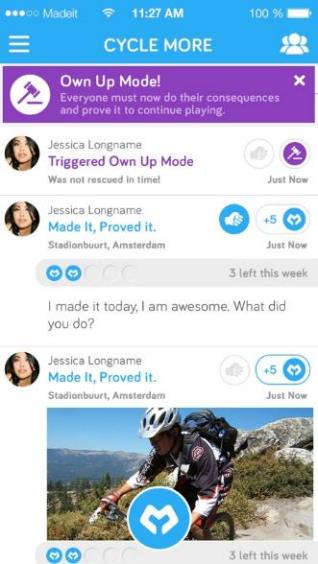 Madeit 11:27 AM 100 %
CYCLE MORE
Own Up Mode!
Everyone must now do their consequences
and prove it to continue playing.
Jessica Longname
Triggered Own Up Mode
Was not rescued in time! Just Now
Jessica Longname
Made It, Proved it. +5
Stadionbuurt, Amsterdam Just Now
3 left this week
I made it today, I am awesome. What did
you do?
Jessica Longname
Made It, Proved it. +5
Stadionbuurt, Amsterdam Just Now
3 left this week